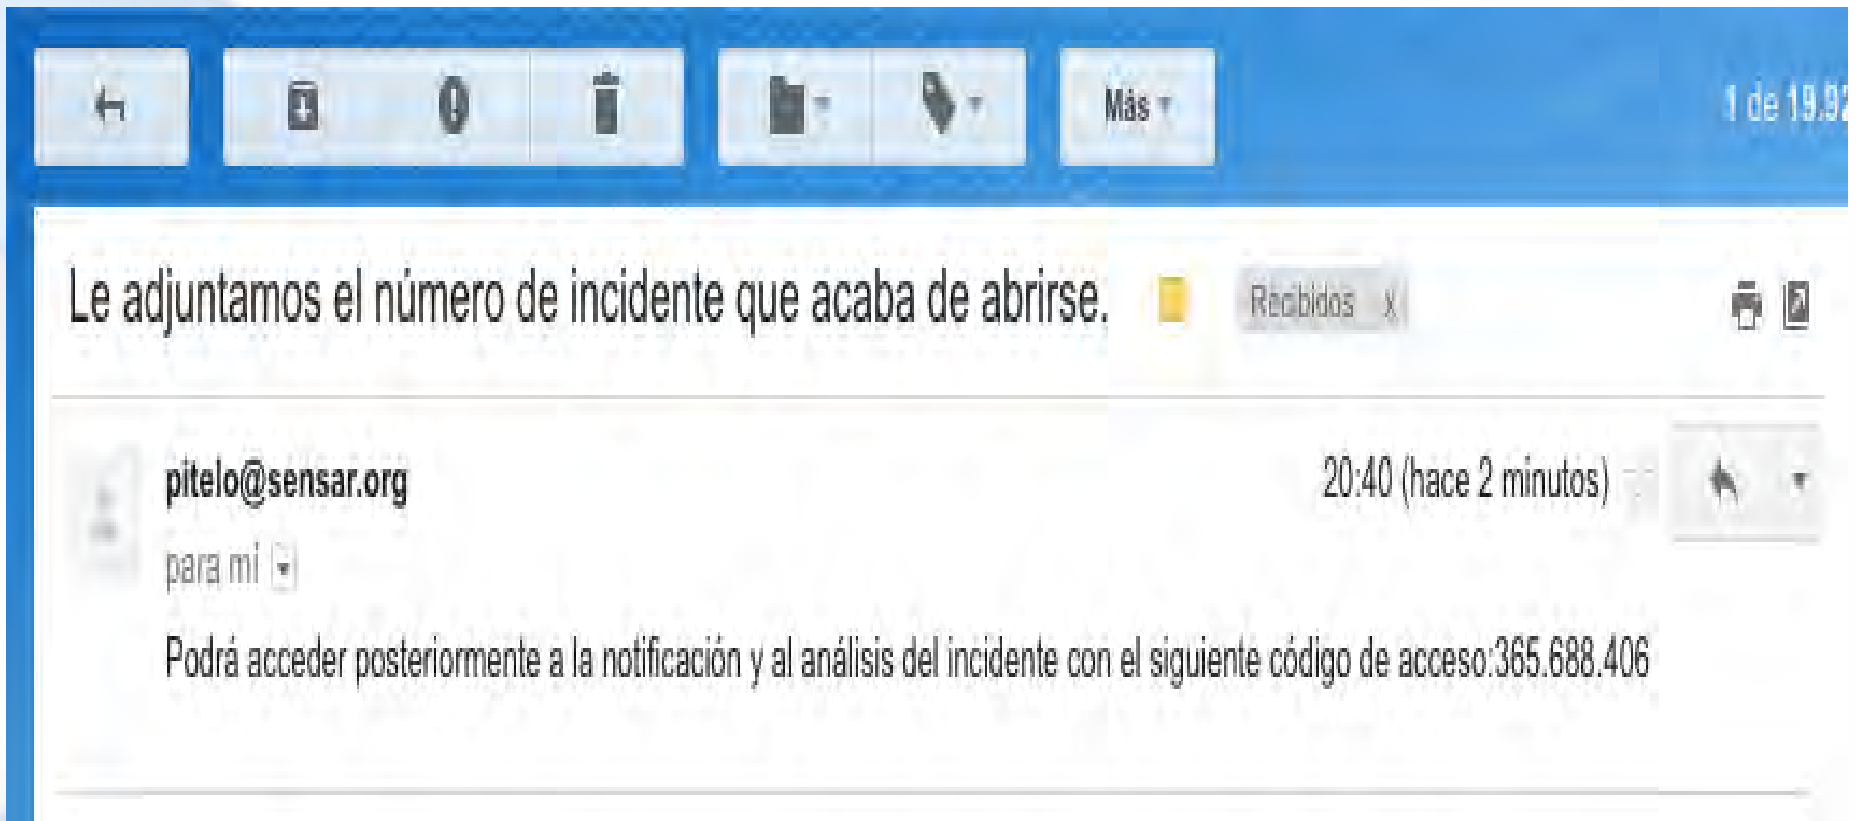 Más
1 de 19.92
Le adjuntamos el número de incidente que acaba de abrirse.
Recibidos x
pitelo@sensar.org
20:40 (hace 2 minutos)
para mí
Podrá acceder posteriormente a la notificación y al análisis del incidente con el siguiente código de acceso:365.688.406